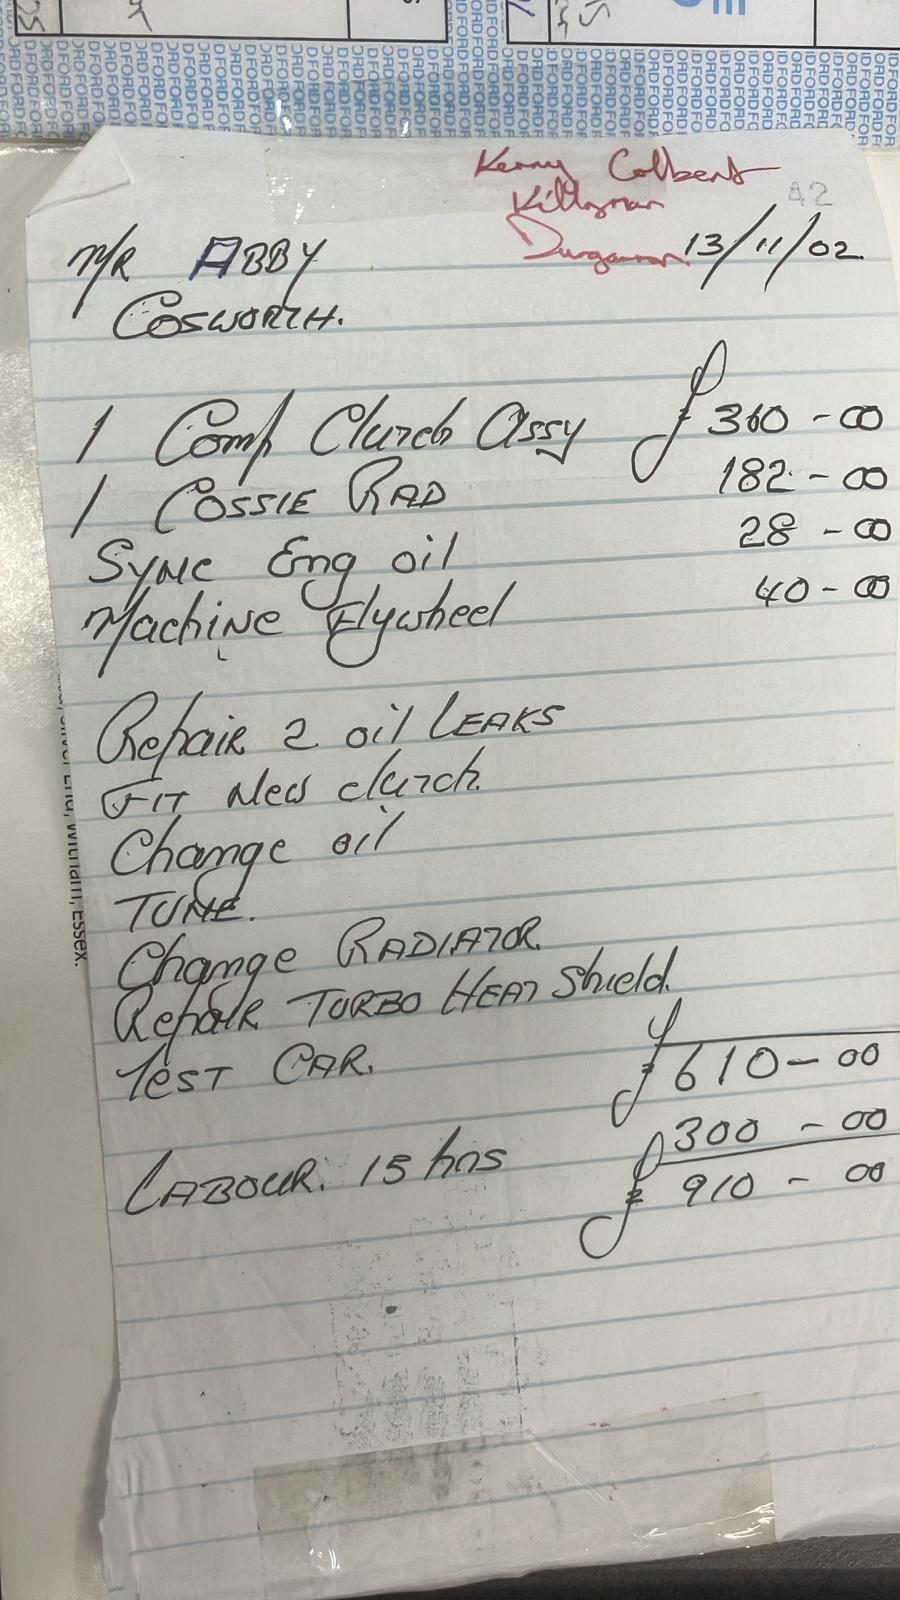 Kenny Colbert
Killyman
Dungannon
42
13/11/02
M/R ABBY
COSWORTH.
1 Comp Clutch Assy £ 360-00
1 COSSIE RAD 182-00
SYNC Eng oil 28-00
Machine Flywheel 40-00
Repair 2 oil LEAKS
FIT New clutch
Change oil
TUNE.
Change RADIATOR
Repair TURBO HEAT Shield.
TEST CAR.
£ 610-00
LABOUR. 15 hrs 300-00
£ 910-00
Witham, Essex.
FORD